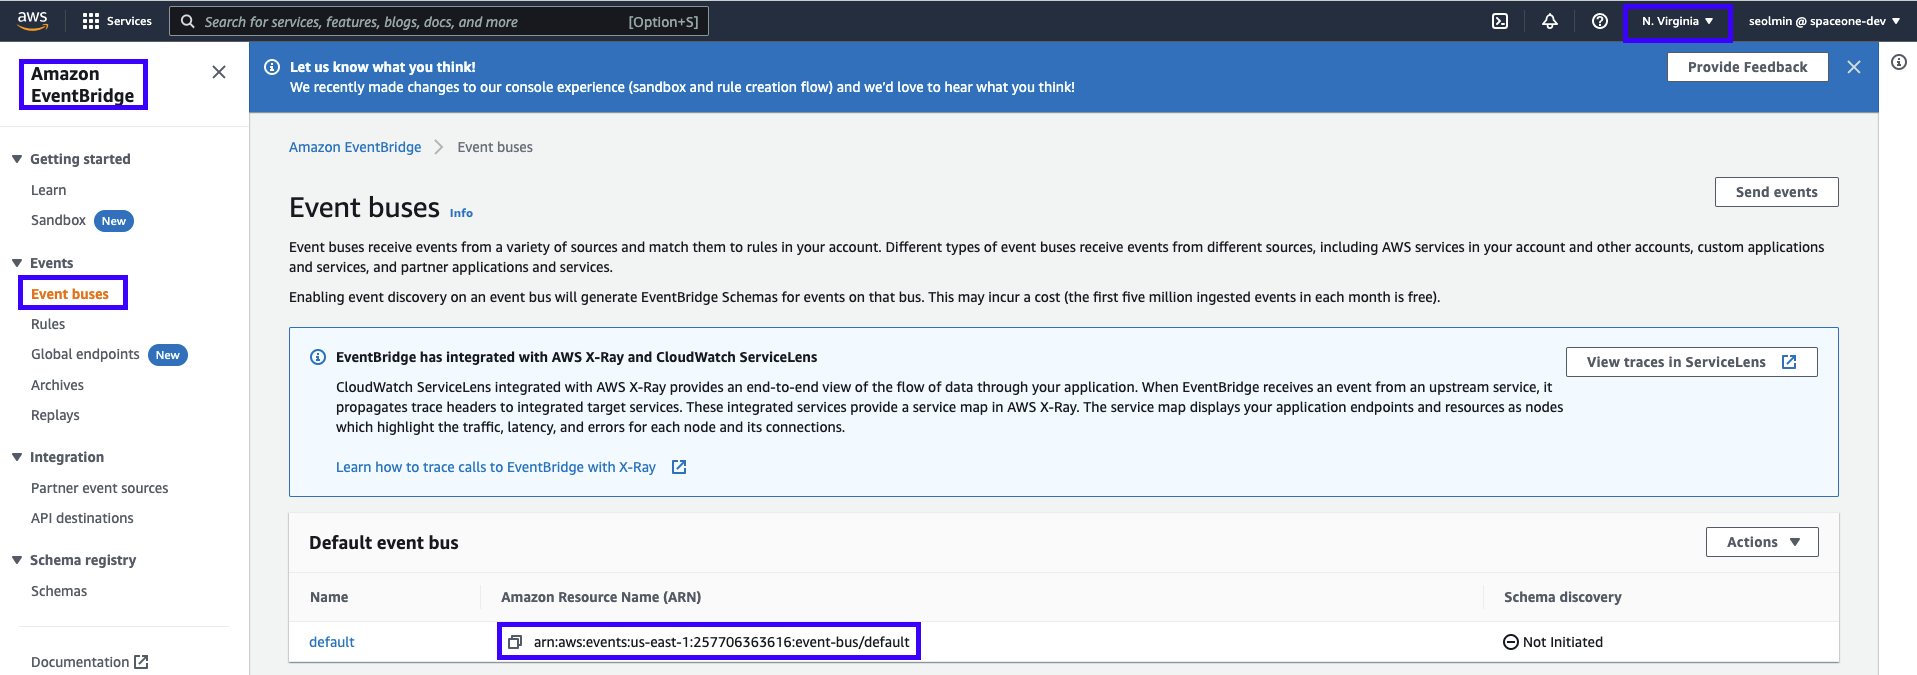 aws
Services
Search for services, features, blogs, docs, and more
[Option+S]
N. Virginia
seolmin @ spaceone-dev
Amazon
EventBridge
Getting started
Learn
Sandbox New
Events
Event buses
Rules
Global endpoints New
Archives
Replays
Integration
Partner event sources
API destinations
Schema registry
Schemas
Documentation
Let us know what you think!
We recently made changes to our console experience (sandbox and rule creation flow) and we'd love to hear what you think!
Provide Feedback
Amazon EventBridge
Event buses
Event buses Info
Send events
Event buses receive events from a variety of sources and match them to rules in your account. Different types of event buses receive events from different sources, including AWS services in your account and other accounts, custom applications
and services, and partner applications and services.
Enabling event discovery on an event bus will generate EventBridge Schemas for events on that bus. This may incur a cost (the first five million ingested events in each month is free).
EventBridge has integrated with AWS X-Ray and CloudWatch ServiceLens
View traces in ServiceLens
CloudWatch ServiceLens integrated with AWS X-Ray provides an end-to-end view of the flow of data through your application. When EventBridge receives an event from an upstream service, it
propagates trace headers to integrated target services. These integrated services provide a service map in AWS X-Ray. The service map displays your application endpoints and resources as nodes
which highlight the traffic, latency, and errors for each node and its connections.
Learn how to trace calls to EventBridge with X-Ray
Default event bus
Actions
Name
Amazon Resource Name (ARN)
Schema discovery
default
arn:aws:events:us-east-1:257706363616:event-bus/default
Not Initiated